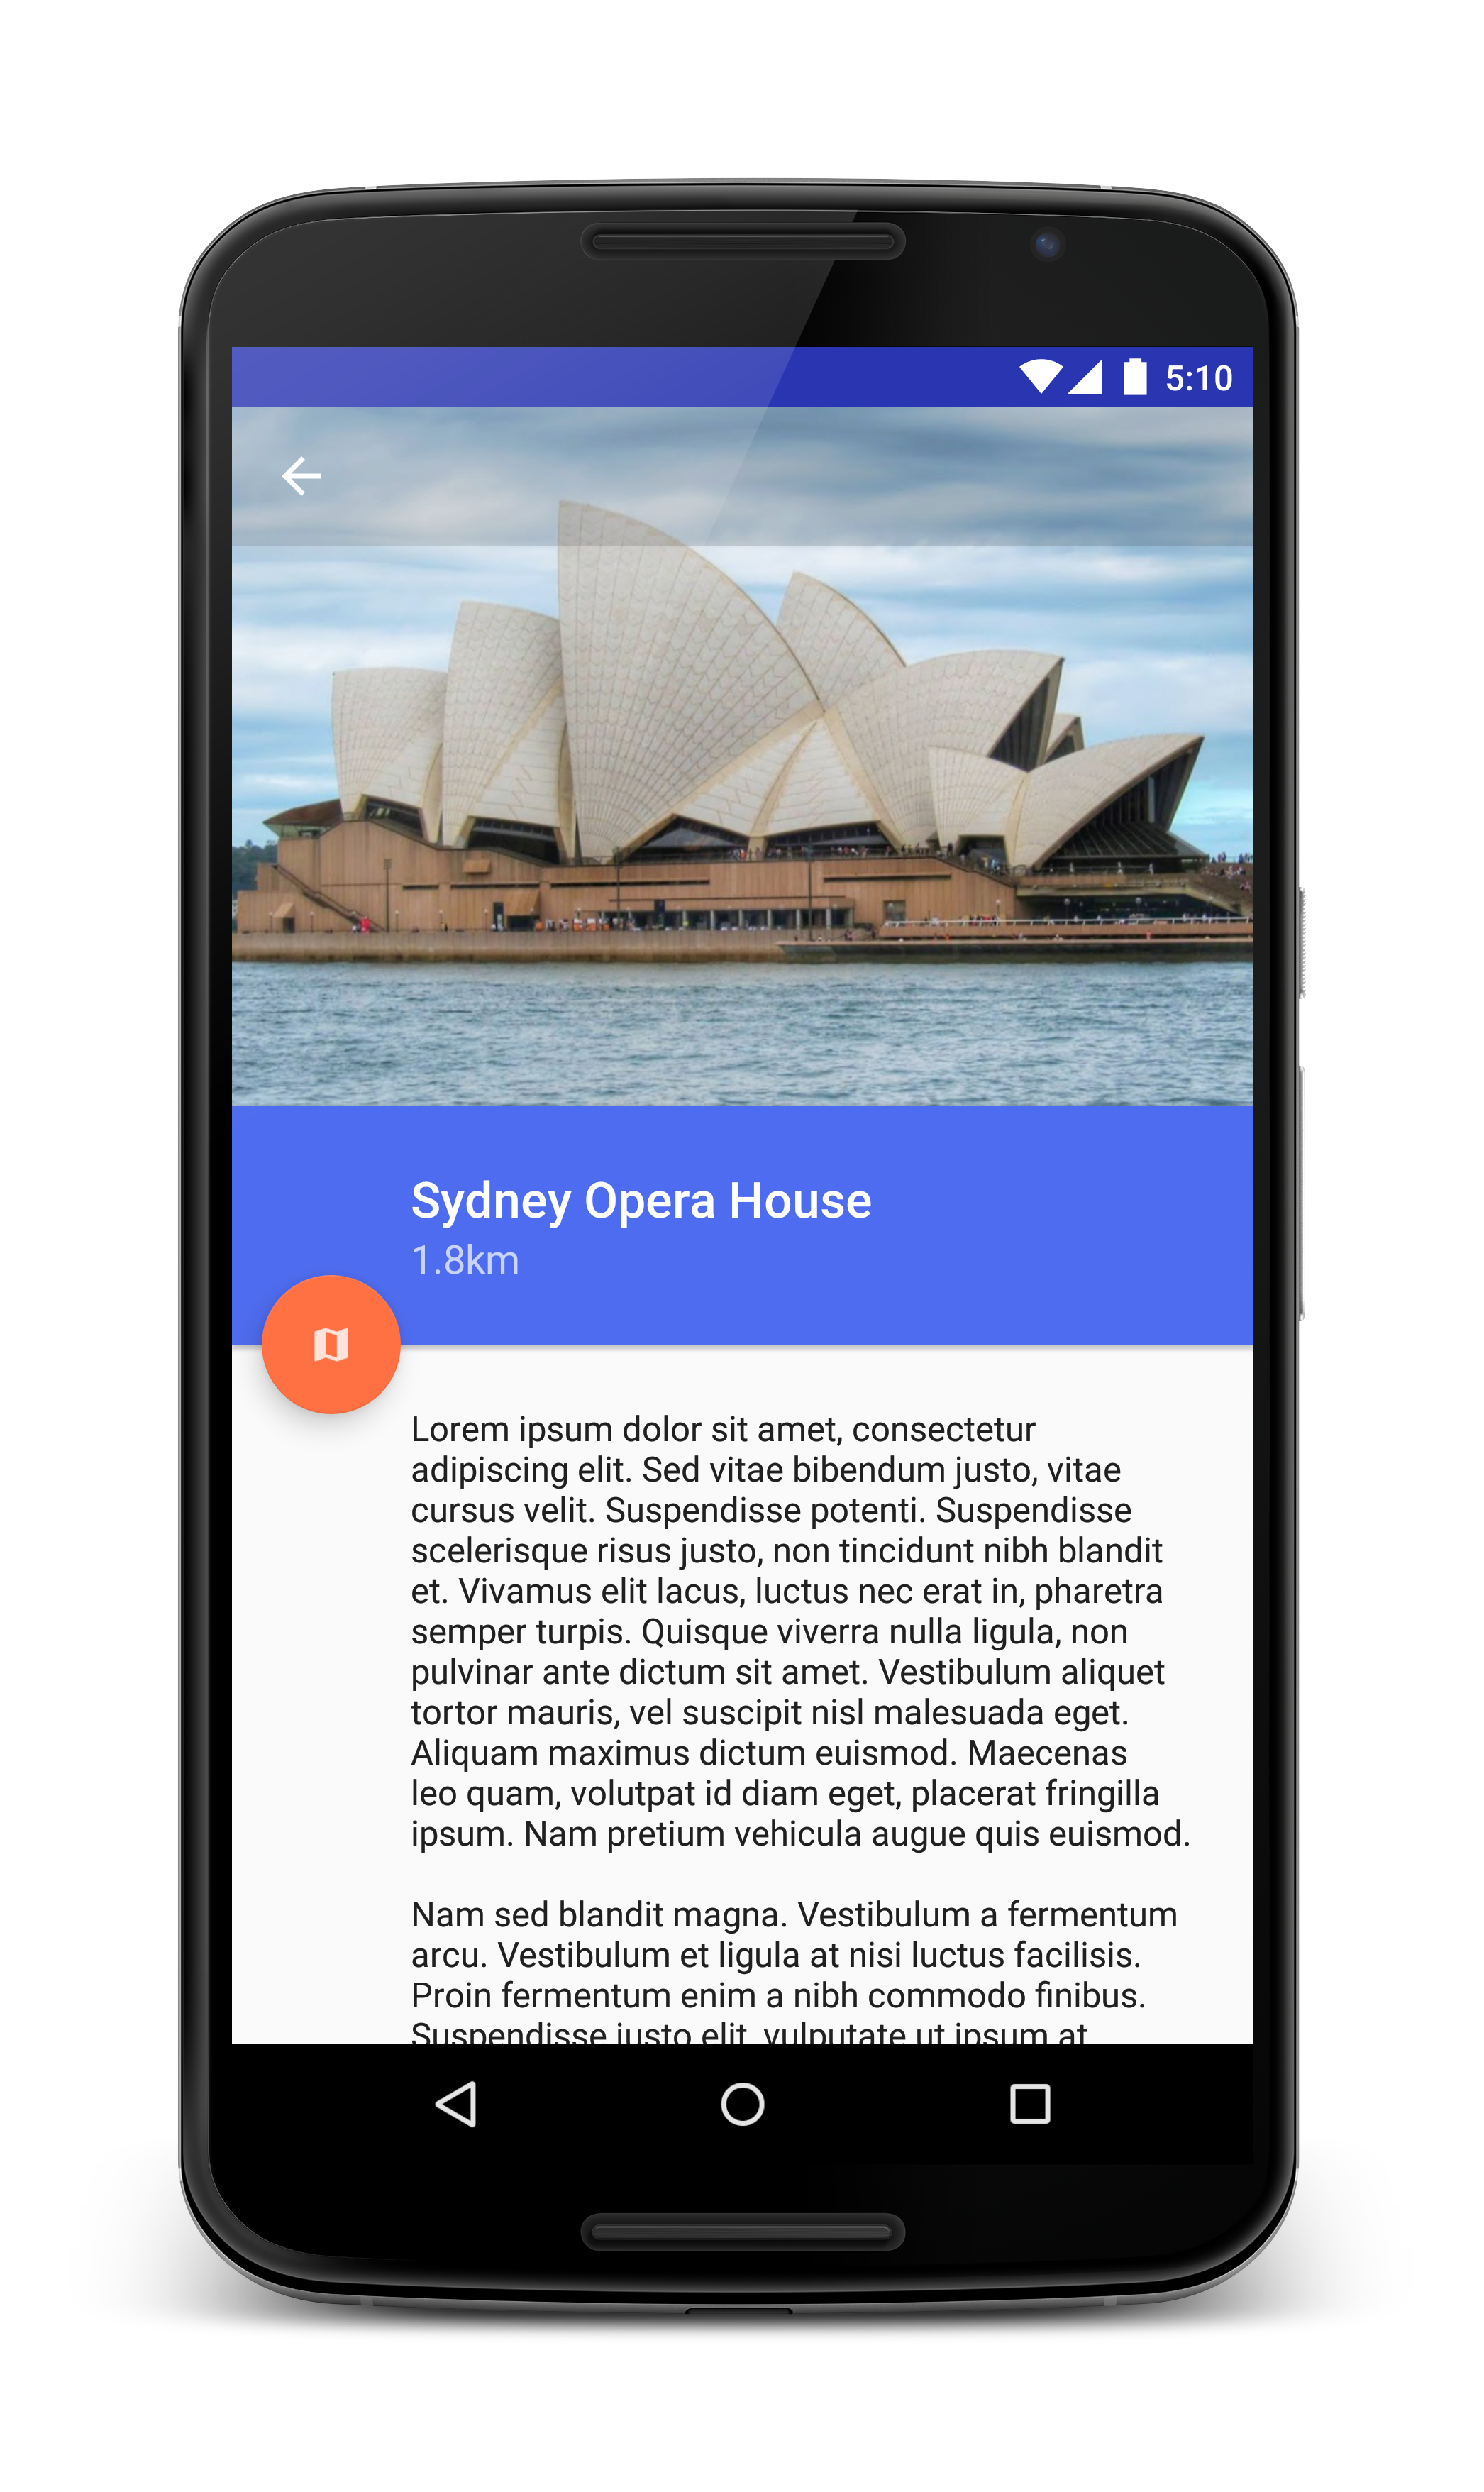 5:10
Sydney Opera House
1.8km
Lorem ipsum dolor sit amet, consectetur
adipiscing elit. Sed vitae bibendum justo, vitae
cursus velit. Suspendisse potenti. Suspendisse
scelerisque risus justo, non tincidunt nibh blandit
et. Vivamus elit lacus, luctus nec erat in, pharetra
semper turpis. Quisque viverra nulla ligula, non
pulvinar ante dictum sit amet. Vestibulum aliquet
tortor mauris, vel suscipit nisl malesuada eget.
Aliquam maximus dictum euismod. Maecenas
leo quam, volutpat id diam eget, placerat fringilla
ipsum. Nam pretium vehicula augue quis euismod.
Nam sed blandit magna. Vestibulum a fermentum
arcu. Vestibulum et ligula at nisi luctus facilisis.
Proin fermentum enim a nibh commodo finibus.
Suspendisse justo elit, vulputate ut ipsum at,